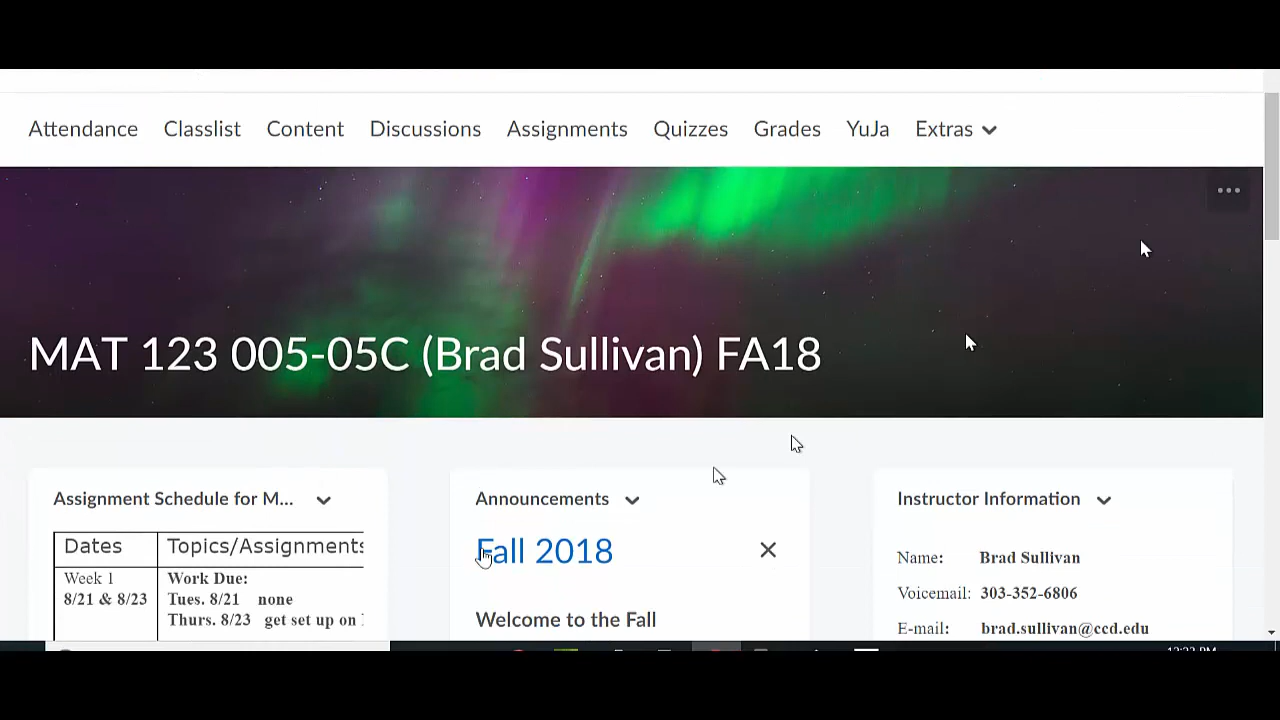 Attendance Classlist Content Discussions Assignments Quizzes Grades YuJa Extras
MAT 123 005-05C (Brad Sullivan) FA18
Assignment Schedule for M...
Dates Topics/Assignments
Week 1 Work Due:
8/21 & 8/23 Tues. 8/21 none
Thurs. 8/23 get set up on
Announcements
Fall 2018
Welcome to the Fall
Instructor Information
Name: Brad Sullivan
Voicemail: 303-352-6806
E-mail: brad.sullivan@ccd.edu